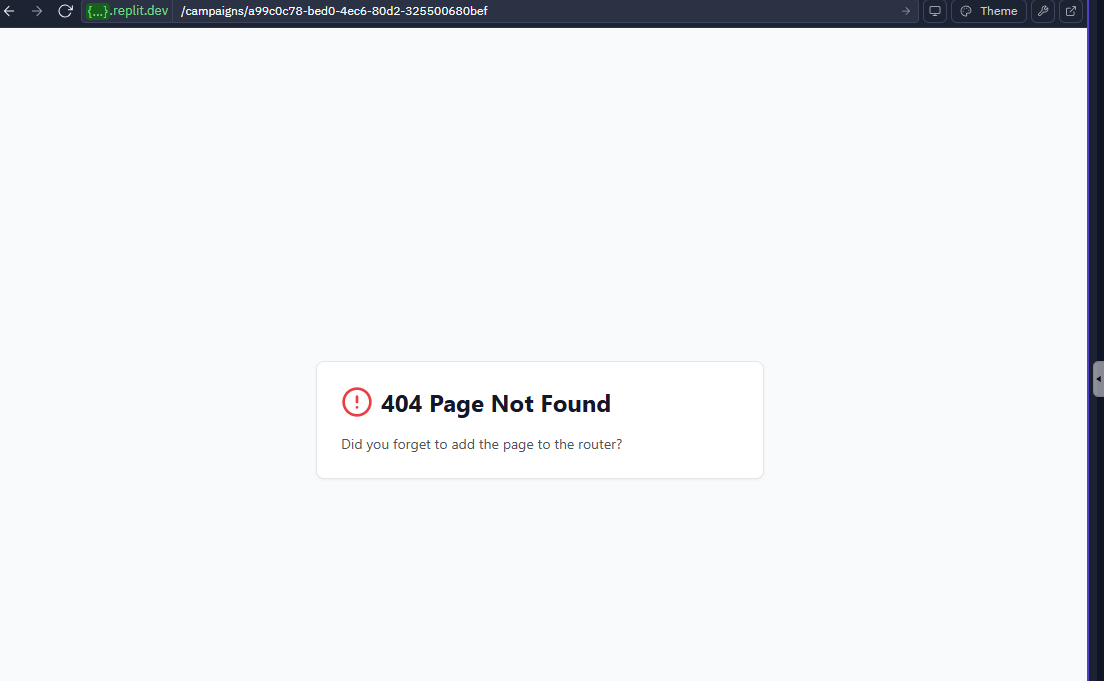 {...}.replit.dev /campaigns/a99c0c78-bed0-4ec6-80d2-325500680bef Theme
404 Page Not Found
Did you forget to add the page to the router?